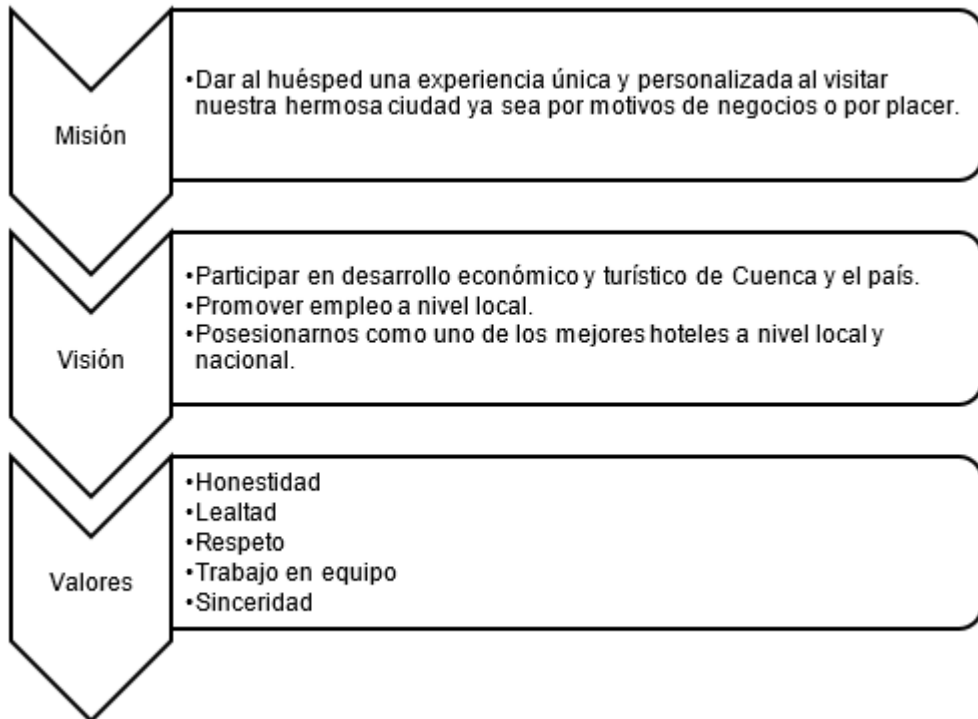 Misión
•Dar al huésped una experiencia única y personalizada al visitar
nuestra hermosa ciudad ya sea por motivos de negocios o por placer.
Visión
•Participar en desarrollo económico y turístico de Cuenca y el país.
•Promover empleo a nivel local.
•Posesionarnos como uno de los mejores hoteles a nivel local y
nacional.
Valores
•Honestidad
•Lealtad
•Respeto
•Trabajo en equipo
•Sinceridad